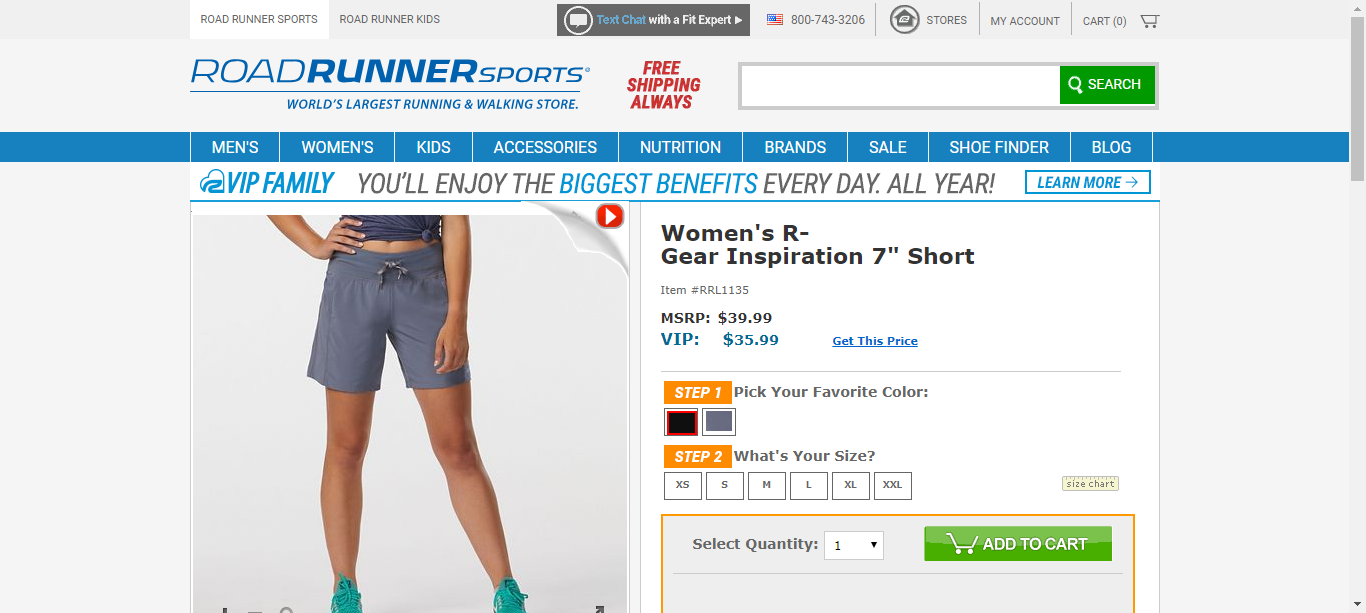 ROAD RUNNER SPORTS
ROAD RUNNER KIDS
Text Chat with a Fit Expert
800-743-3206
STORES
MY ACCOUNT
CART (0)
ROADRUNNERSPORTS®
WORLD'S LARGEST RUNNING & WALKING STORE.
FREE
SHIPPING
ALWAYS
SEARCH
MEN'S
WOMEN'S
KIDS
ACCESSORIES
NUTRITION
BRANDS
SALE
SHOE FINDER
BLOG
VIP FAMILY YOU'LL ENJOY THE BIGGEST BENEFITS EVERY DAY. ALL YEAR!
LEARN MORE
Women's R-
Gear Inspiration 7" Short
Item #RRL1135
MSRP: $39.99
VIP: $35.99 Get This Price
STEP 1 Pick Your Favorite Color:
STEP 2 What's Your Size?
XS S M L XL XXL
size chart
Select Quantity: 1
ADD TO CART